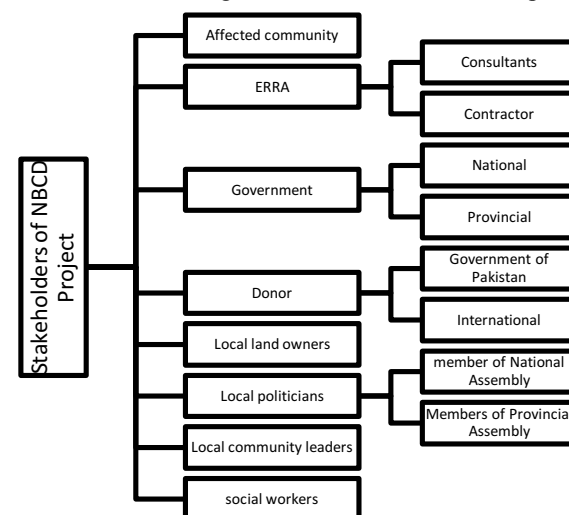 Stakeholders of NBCD
Project
Affected community
ERRA
Consultants
Contractor
Government
National
Provincial
Donor
Government of
Pakistan
International
Local land owners
Local politicians
member of National
Assembly
Members of Provincia
Assembly
Local community leaders
social workers